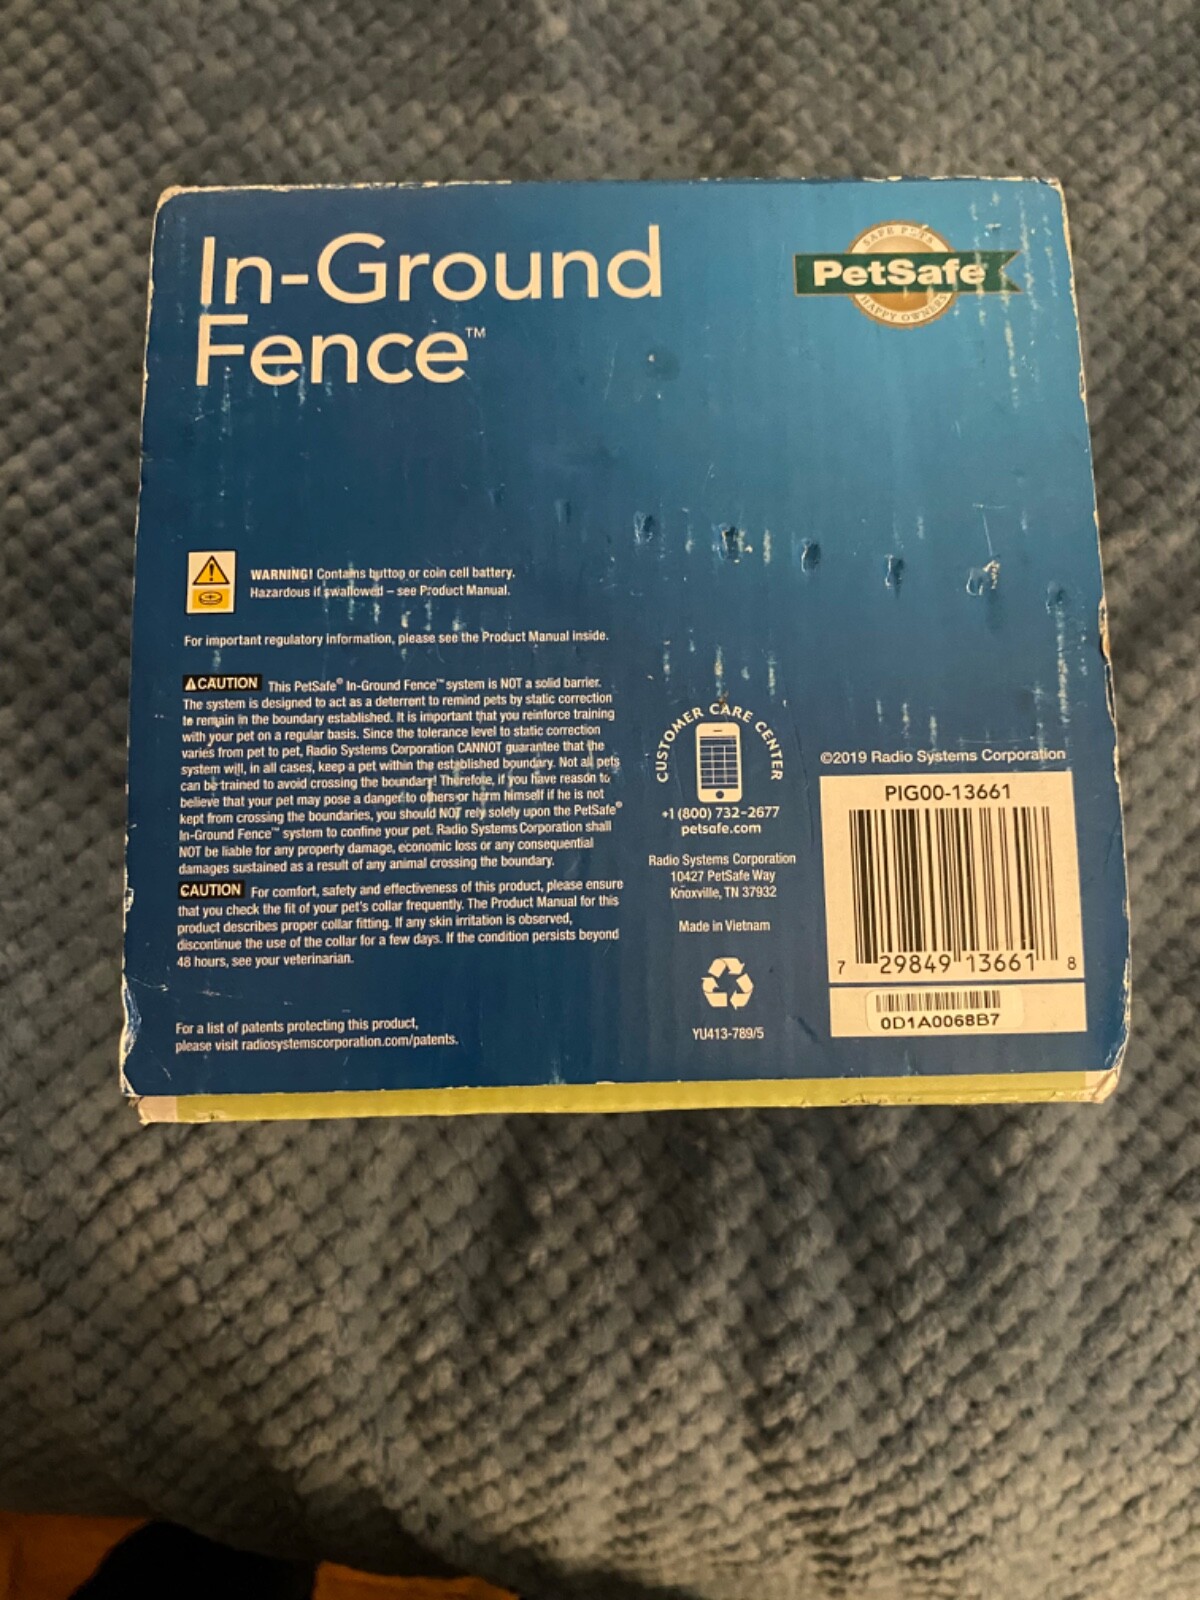 In-Ground
Fence™
SAFE PETS
PetSafe®
HAPPY OWNERS
WARNING! Contains button or coin cell battery.
Hazardous if swallowed – see Product Manual.
For important regulatory information, please see the Product Manual inside.
CAUTION This PetSafe® In-Ground Fence™ system is NOT a solid barrier.
The system is designed to act as a deterrent to remind pets by static correction
to remain in the boundary established. It is important that you reinforce training
with your pet on a regular basis. Since the tolerance level to static correction
varies from pet to pet, Radio Systems Corporation CANNOT guarantee that the
system will, in all cases, keep a pet within the established boundary. Not all pets
can be trained to avoid crossing the boundary! Therefore, if you have reason to
believe that your pet may pose a danger to others or harm himself if he is not
kept from crossing the boundaries, you should NOT rely solely upon the PetSafe®
In-Ground Fence™ system to confine your pet. Radio Systems Corporation shall
NOT be liable for any property damage, economic loss or any consequential
damages sustained as a result of any animal crossing the boundary.
CAUTION For comfort, safety and effectiveness of this product, please ensure
that you check the fit of your pet's collar frequently. The Product Manual for this
product describes proper collar fitting. If any skin irritation is observed,
discontinue the use of the collar for a few days. If the condition persists beyond
48 hours, see your veterinarian.
For a list of patents protecting this product,
please visit radiosystemscorporation.com/patents.
CUSTOMER CARE CENTER
+1 (800) 732-2677
petsafe.com
Radio Systems Corporation
10427 PetSafe Way
Knoxville, TN 37932
Made in Vietnam
YU413-789/5
©2019 Radio Systems Corporation
PIG00-13661
7 29849 13661 8
0D1A0068B7